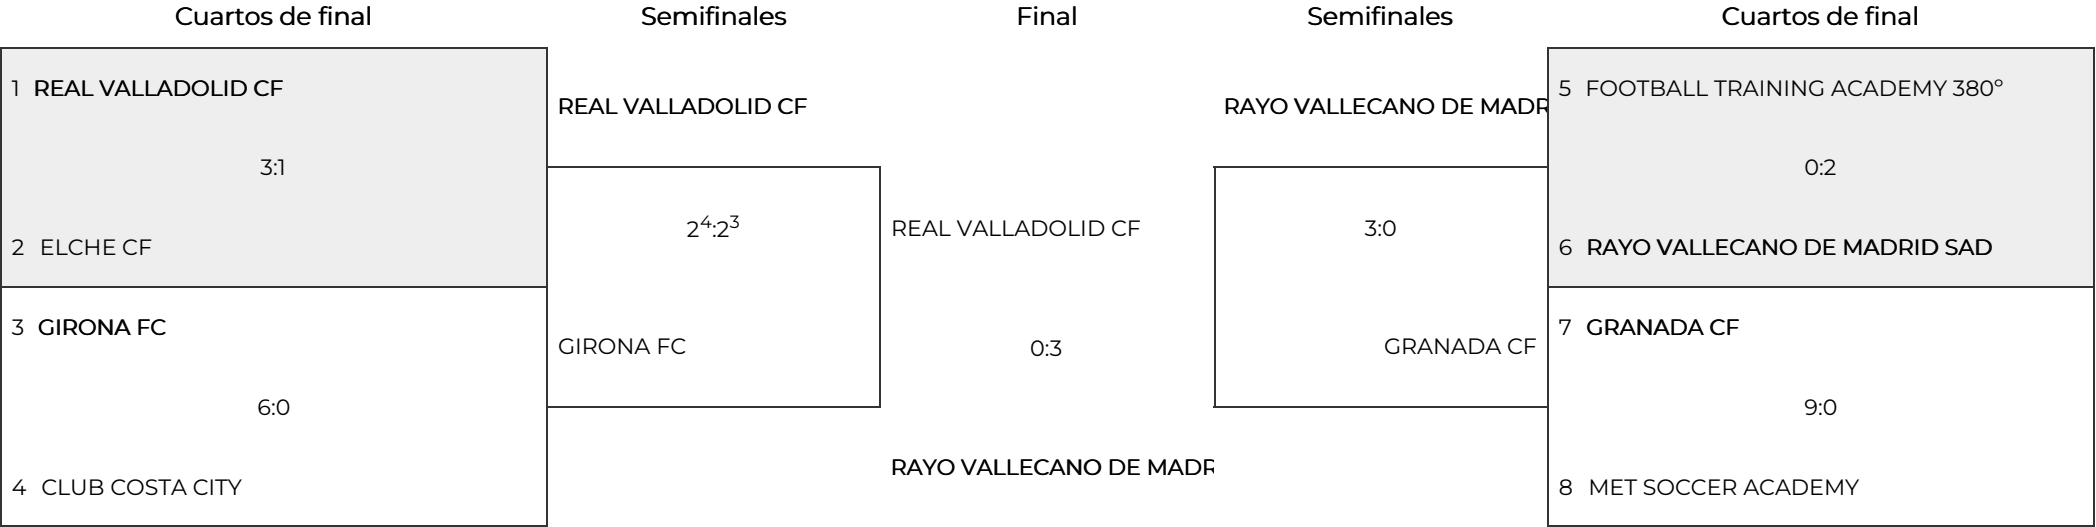 Cuartos de final
Semifinales
Final
Semifinales
Cuartos de final
1 REAL VALLADOLID CF
3:1
2 ELCHE CF
3 GIRONA FC
6:0
4 CLUB COSTA CITY
REAL VALLADOLID CF
2⁴:2³
GIRONA FC
REAL VALLADOLID CF
0:3
RAYO VALLECANO DE MADR
RAYO VALLECANO DE MADR
3:0
GRANADA CF
5 FOOTBALL TRAINING ACADEMY 380º
0:2
6 RAYO VALLECANO DE MADRID SAD
7 GRANADA CF
9:0
8 MET SOCCER ACADEMY